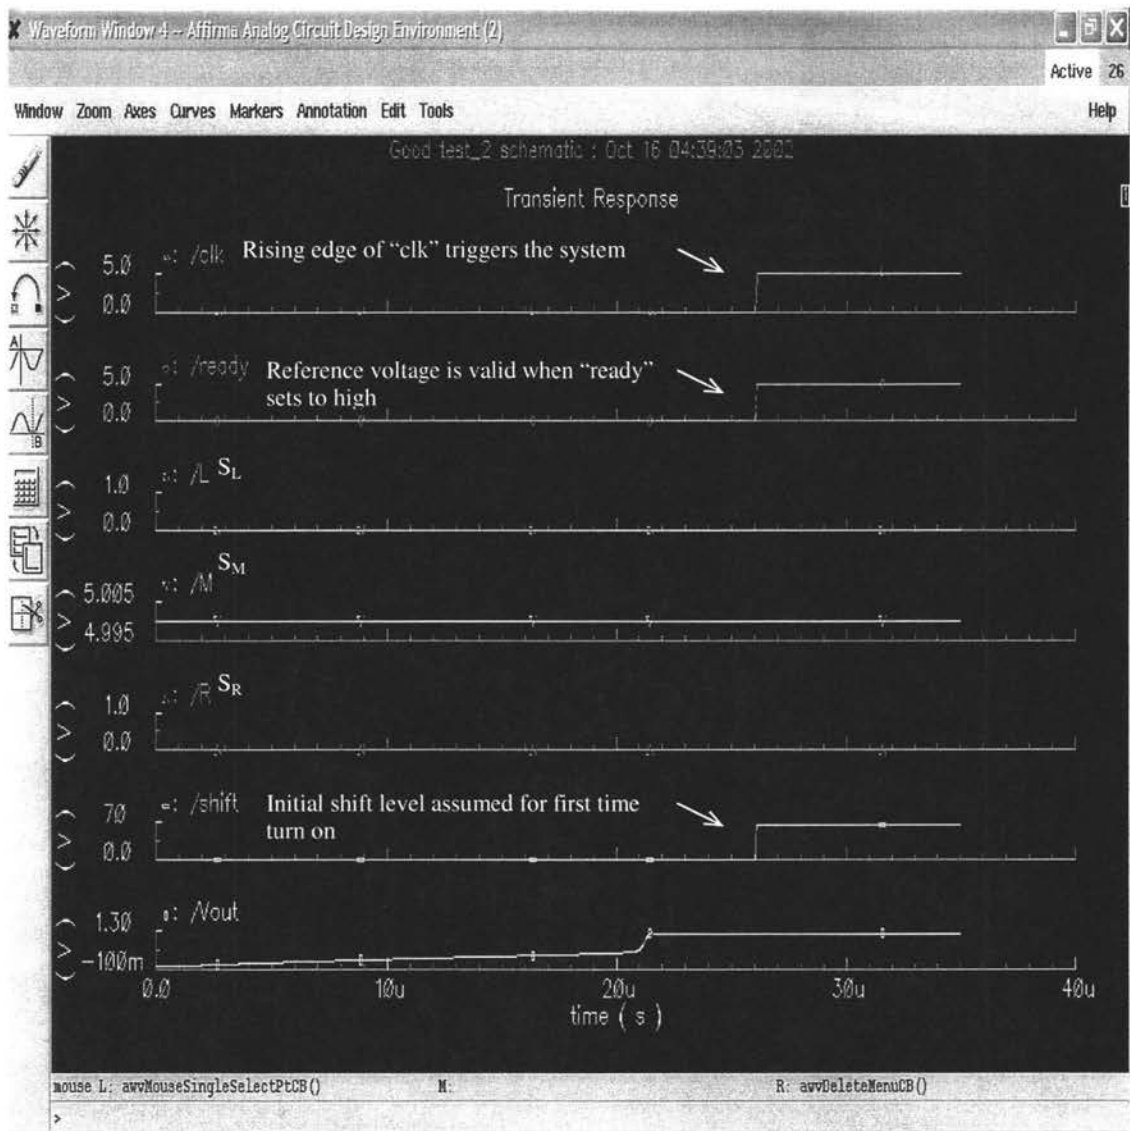 Waveform Window 4 - Affirma Analog Circuit Design Environment (2)
Active 26
Window Zoom Axes Curves Markers Annotation Edit Tools Help
Good test_2 schematic : Oct 16 04:39:03 2002
Transient Response
/clk Rising edge of “clk” triggers the system
5.0
0.0
/ready Reference voltage is valid when “ready”
sets to high
5.0
0.0
/L SL
1.0
0.0
SM
/M
5.005
4.995
/R SR
1.0
0.0
/shift Initial shift level assumed for first time
turn on
70
0.0
/Vout
1.30
-100m
0.0 10u 20u 30u 40u
time ( s )
mouse L: awvMouseSingleSelectPtCB() M: R: awvDeleteMenuCB()
>
A
B